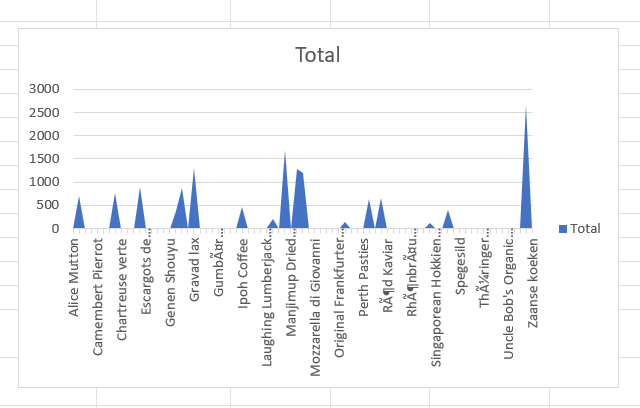 Total
3000
2500
2000
1500
1000
500
0
Total
Alice Mutton
Camembert Pierrot
Chartreuse verte
Escargots de…
Genen Shouyu
Gravad lax
GumbÃ¤r…
Ipoh Coffee
Laughing Lumberjack…
Manjimup Dried…
Mozzarella di Giovanni
Original Frankfurter…
Perth Pasties
RÃ¶d Kaviar
RhÃ¶nbrÃ¤u…
Singaporean Hokkien…
Spegesild
ThÃ¼ringer…
Uncle Bob's Organic…
Zaanse koeken